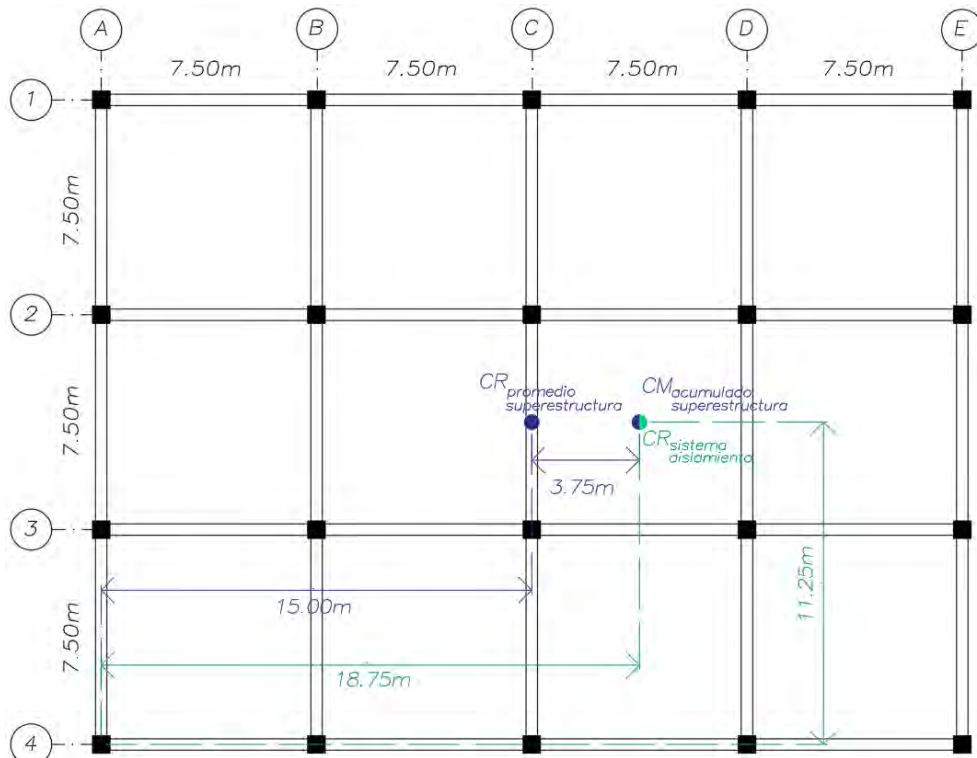 A B C D E
7.50m 7.50m 7.50m 7.50m
1
7.50m
2
CR promedio superestructura
CM acumulado superestructura
7.50m
CR sistema aislamiento
3.75m
3
11.25m
15.00m
7.50m
18.75m
4